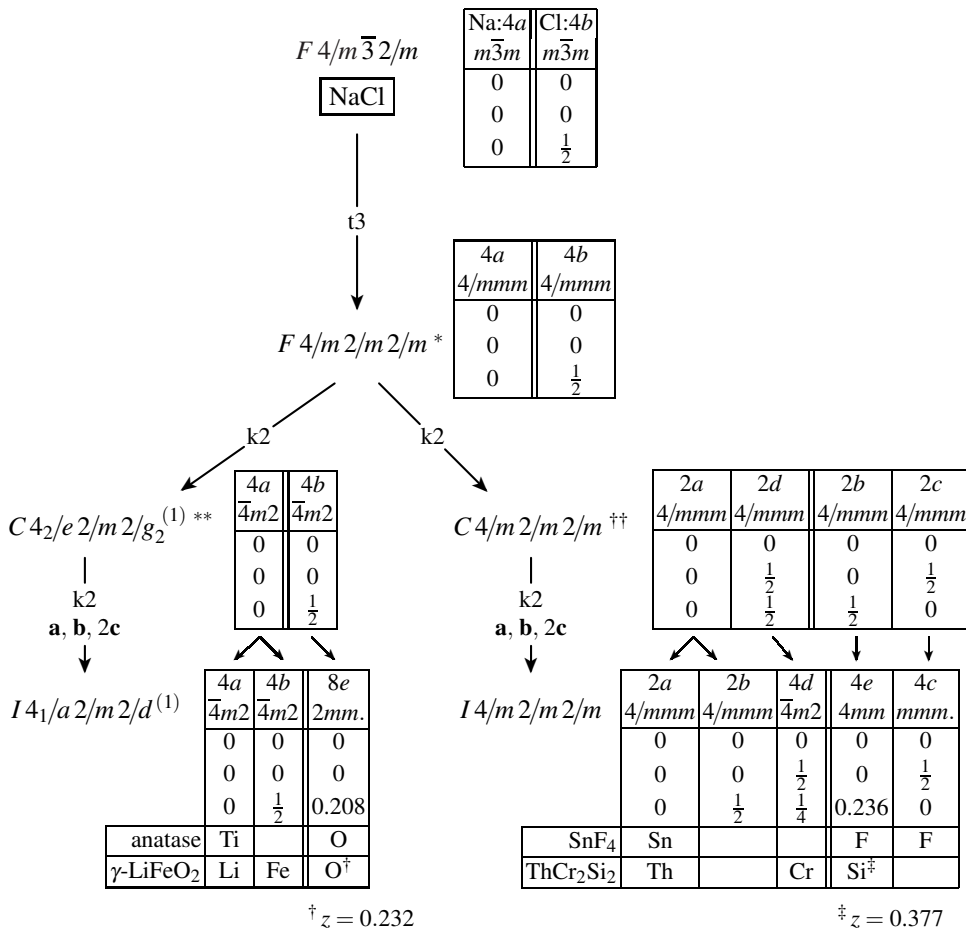 F 4/m 3̅ 2/m
NaCl
Na:4a Cl:4b
m3̅m m3̅m
0 0
0 0
0 1/2
t3
F 4/m 2/m 2/m *
4a 4b
4/mmm 4/mmm
0 0
0 0
0 1/2
k2
k2
C 4₂/e 2/m 2/g₂⁽¹⁾ **
4a 4b
4̅m2 4̅m2
0 0
0 0
0 1/2
k2
a, b, 2c
C 4/m 2/m 2/m ††
2a 2d 2b 2c
4/mmm 4/mmm 4/mmm 4/mmm
0 0 0 0
0 1/2 0 1/2
0 1/2 1/2 0
k2
a, b, 2c
I 4₁/a 2/m 2/d ⁽¹⁾
4a 4b 8e
4̅m2 4̅m2 2mm.
0 0 0
0 0 0
0 1/2 0.208
anatase Ti O
γ-LiFeO₂ Li Fe O†
† z = 0.232
I 4/m 2/m 2/m
2a 2b 4d 4e 4c
4/mmm 4/mmm 4̅m2 4mm mmm.
0 0 0 0 0
0 0 1/2 0 1/2
0 1/2 1/4 0.236 0
SnF₄ Sn F F
ThCr₂Si₂ Th Cr Si‡
‡ z = 0.377